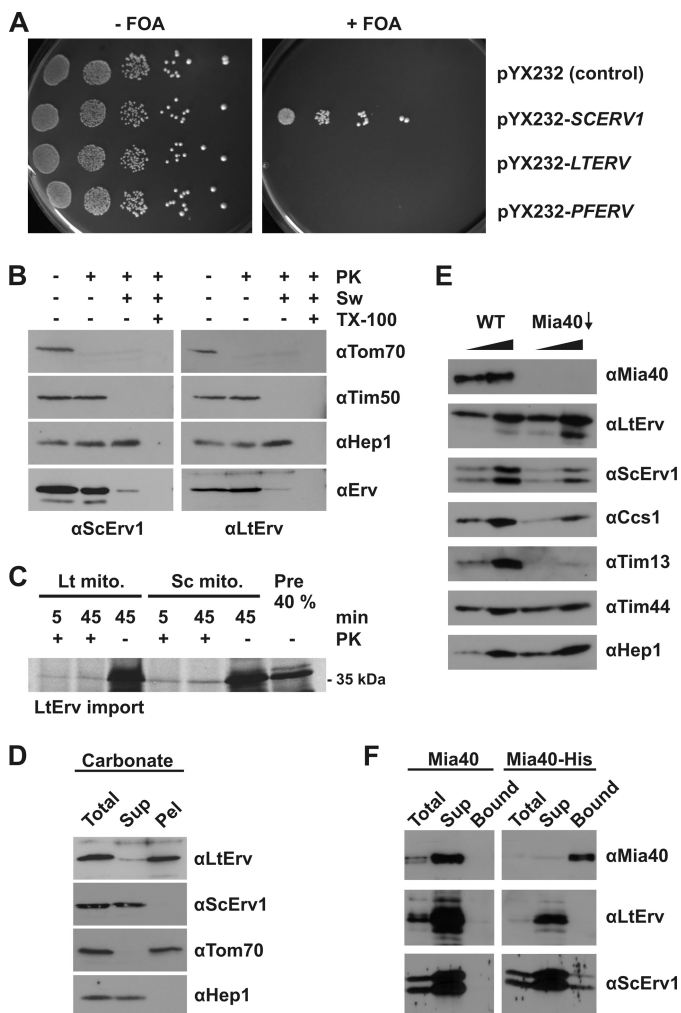 A
- FOA
+ FOA
pYX232 (control)
pYX232-SCERV1
pYX232-LTERV
pYX232-PFERV
B
- + + + - + + + PK
- - + + - - + + Sw
- - - + - - - + TX-100
αTom70
αTim50
αHep1
αErv
αScErv1
αLtErv
C
Lt mito. Sc mito. Pre 40 %
5 45 45 5 45 45 min
+ + - + + - - PK
- 35 kDa
LtErv import
D
Carbonate
Total Sup Pel
αLtErv
αScErv1
αTom70
αHep1
E
WT Mia40↓
αMia40
αLtErv
αScErv1
αCcs1
αTim13
αTim44
αHep1
F
Mia40 Mia40-His
Total Sup Bound Total Sup Bound
αMia40
αLtErv
αScErv1